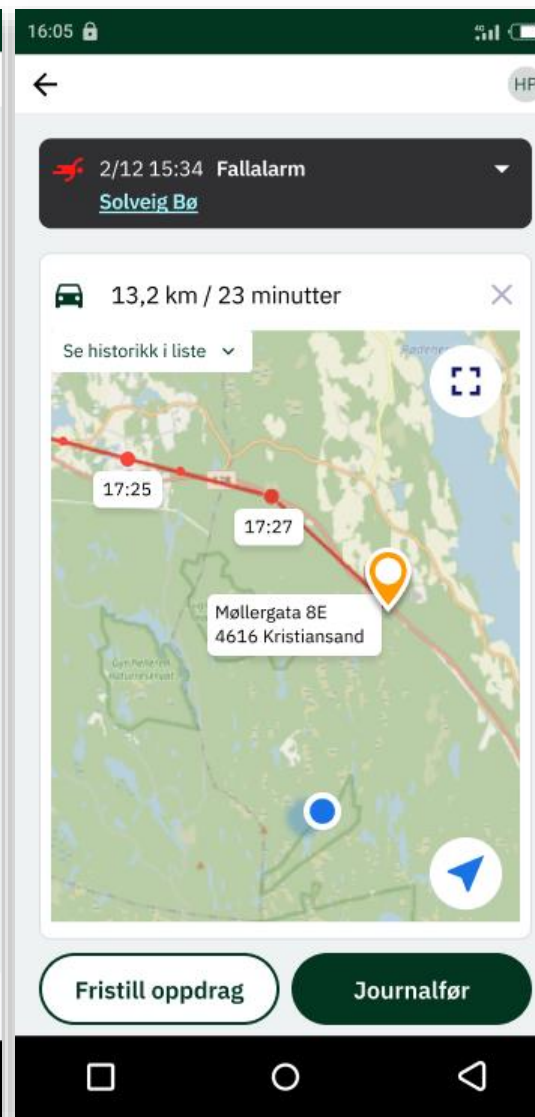 16:05
HP
2/12 15:34 Fallalarm
Solveig Bø
13,2 km / 23 minutter
Se historikk i liste
17:25
17:27
Møllergata 8E
4616 Kristiansand
naturreservat
Fristill oppdrag
Journalfør